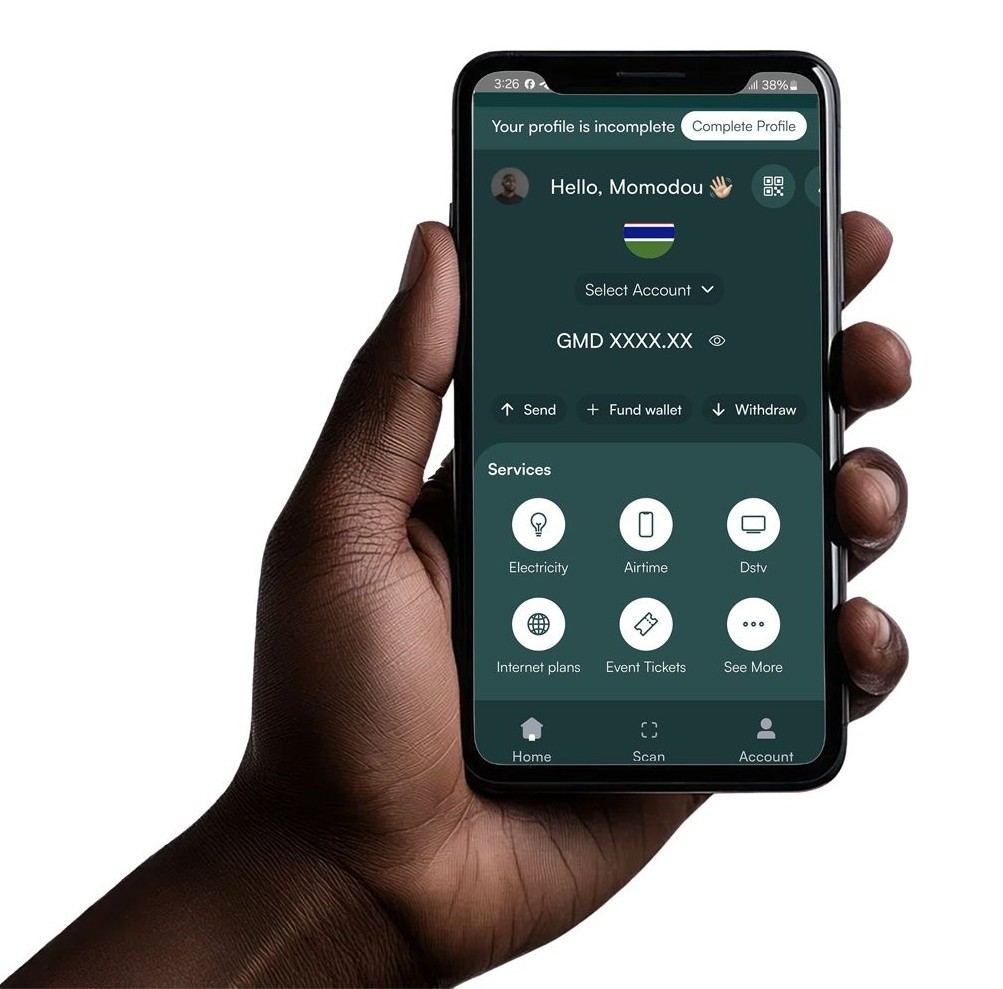 3:26 38%
Your profile is incomplete Complete Profile
Hello, Momodou 👋🏼
Select Account
GMD XXXX.XX
Send Fund wallet Withdraw
Services
Electricity Airtime Dstv
Internet plans Event Tickets See More
Home Scan Account